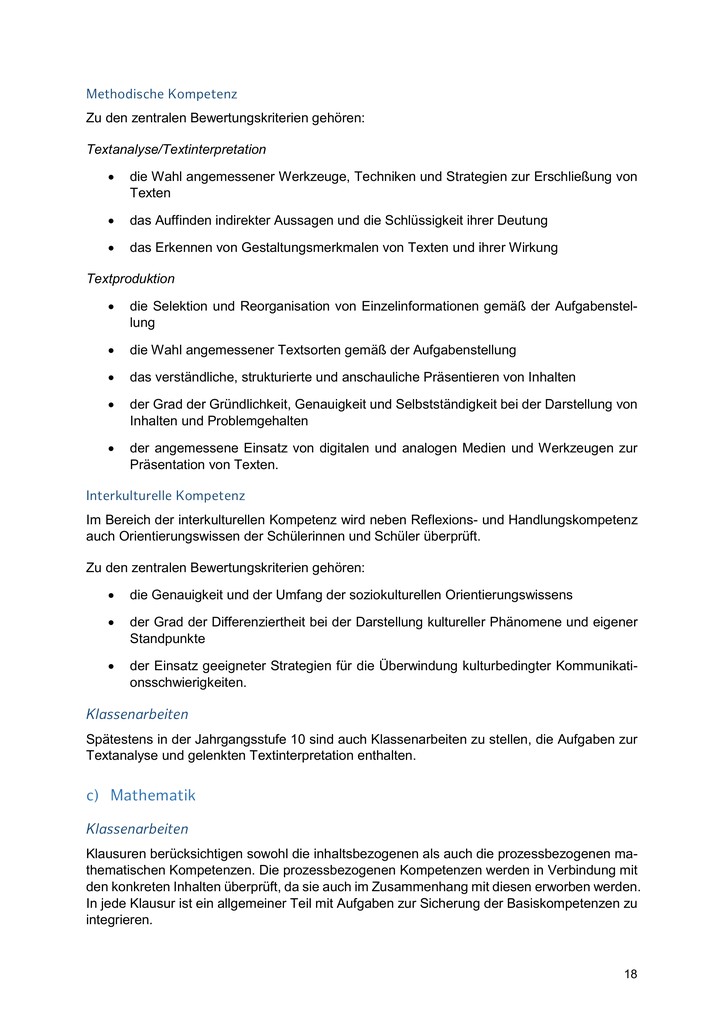 Methodische Kompetenz
Zu den zentralen Bewertungskriterien gehören:
Textanalyse/Textinterpretation
• die Wahl angemessener Werkzeuge, Techniken und Strategien zur Erschließung von
Texten
• das Auffinden indirekter Aussagen und die Schlüssigkeit ihrer Deutung
• das Erkennen von Gestaltungsmerkmalen von Texten und ihrer Wirkung
Textproduktion
• die Selektion und Reorganisation von Einzelinformationen gemäß der Aufgabenstel-
lung
• die Wahl angemessener Textsorten gemäß der Aufgabenstellung
• das verständliche, strukturierte und anschauliche Präsentieren von Inhalten
• der Grad der Gründlichkeit, Genauigkeit und Selbstständigkeit bei der Darstellung von
Inhalten und Problemgehalten
• der angemessene Einsatz von digitalen und analogen Medien und Werkzeugen zur
Präsentation von Texten.
Interkulturelle Kompetenz
Im Bereich der interkulturellen Kompetenz wird neben Reflexions- und Handlungskompetenz
auch Orientierungswissen der Schülerinnen und Schüler überprüft.
Zu den zentralen Bewertungskriterien gehören:
• die Genauigkeit und der Umfang der soziokulturellen Orientierungswissens
• der Grad der Differenziertheit bei der Darstellung kultureller Phänomene und eigener
Standpunkte
• der Einsatz geeigneter Strategien für die Überwindung kulturbedingter Kommunikati-
onsschwierigkeiten.
Klassenarbeiten
Spätestens in der Jahrgangsstufe 10 sind auch Klassenarbeiten zu stellen, die Aufgaben zur
Textanalyse und gelenkten Textinterpretation enthalten.
c) Mathematik
Klassenarbeiten
Klausuren berücksichtigen sowohl die inhaltsbezogenen als auch die prozessbezogenen ma-
thematischen Kompetenzen. Die prozessbezogenen Kompetenzen werden in Verbindung mit
den konkreten Inhalten überprüft, da sie auch im Zusammenhang mit diesen erworben werden.
In jede Klausur ist ein allgemeiner Teil mit Aufgaben zur Sicherung der Basiskompetenzen zu
integrieren.
18